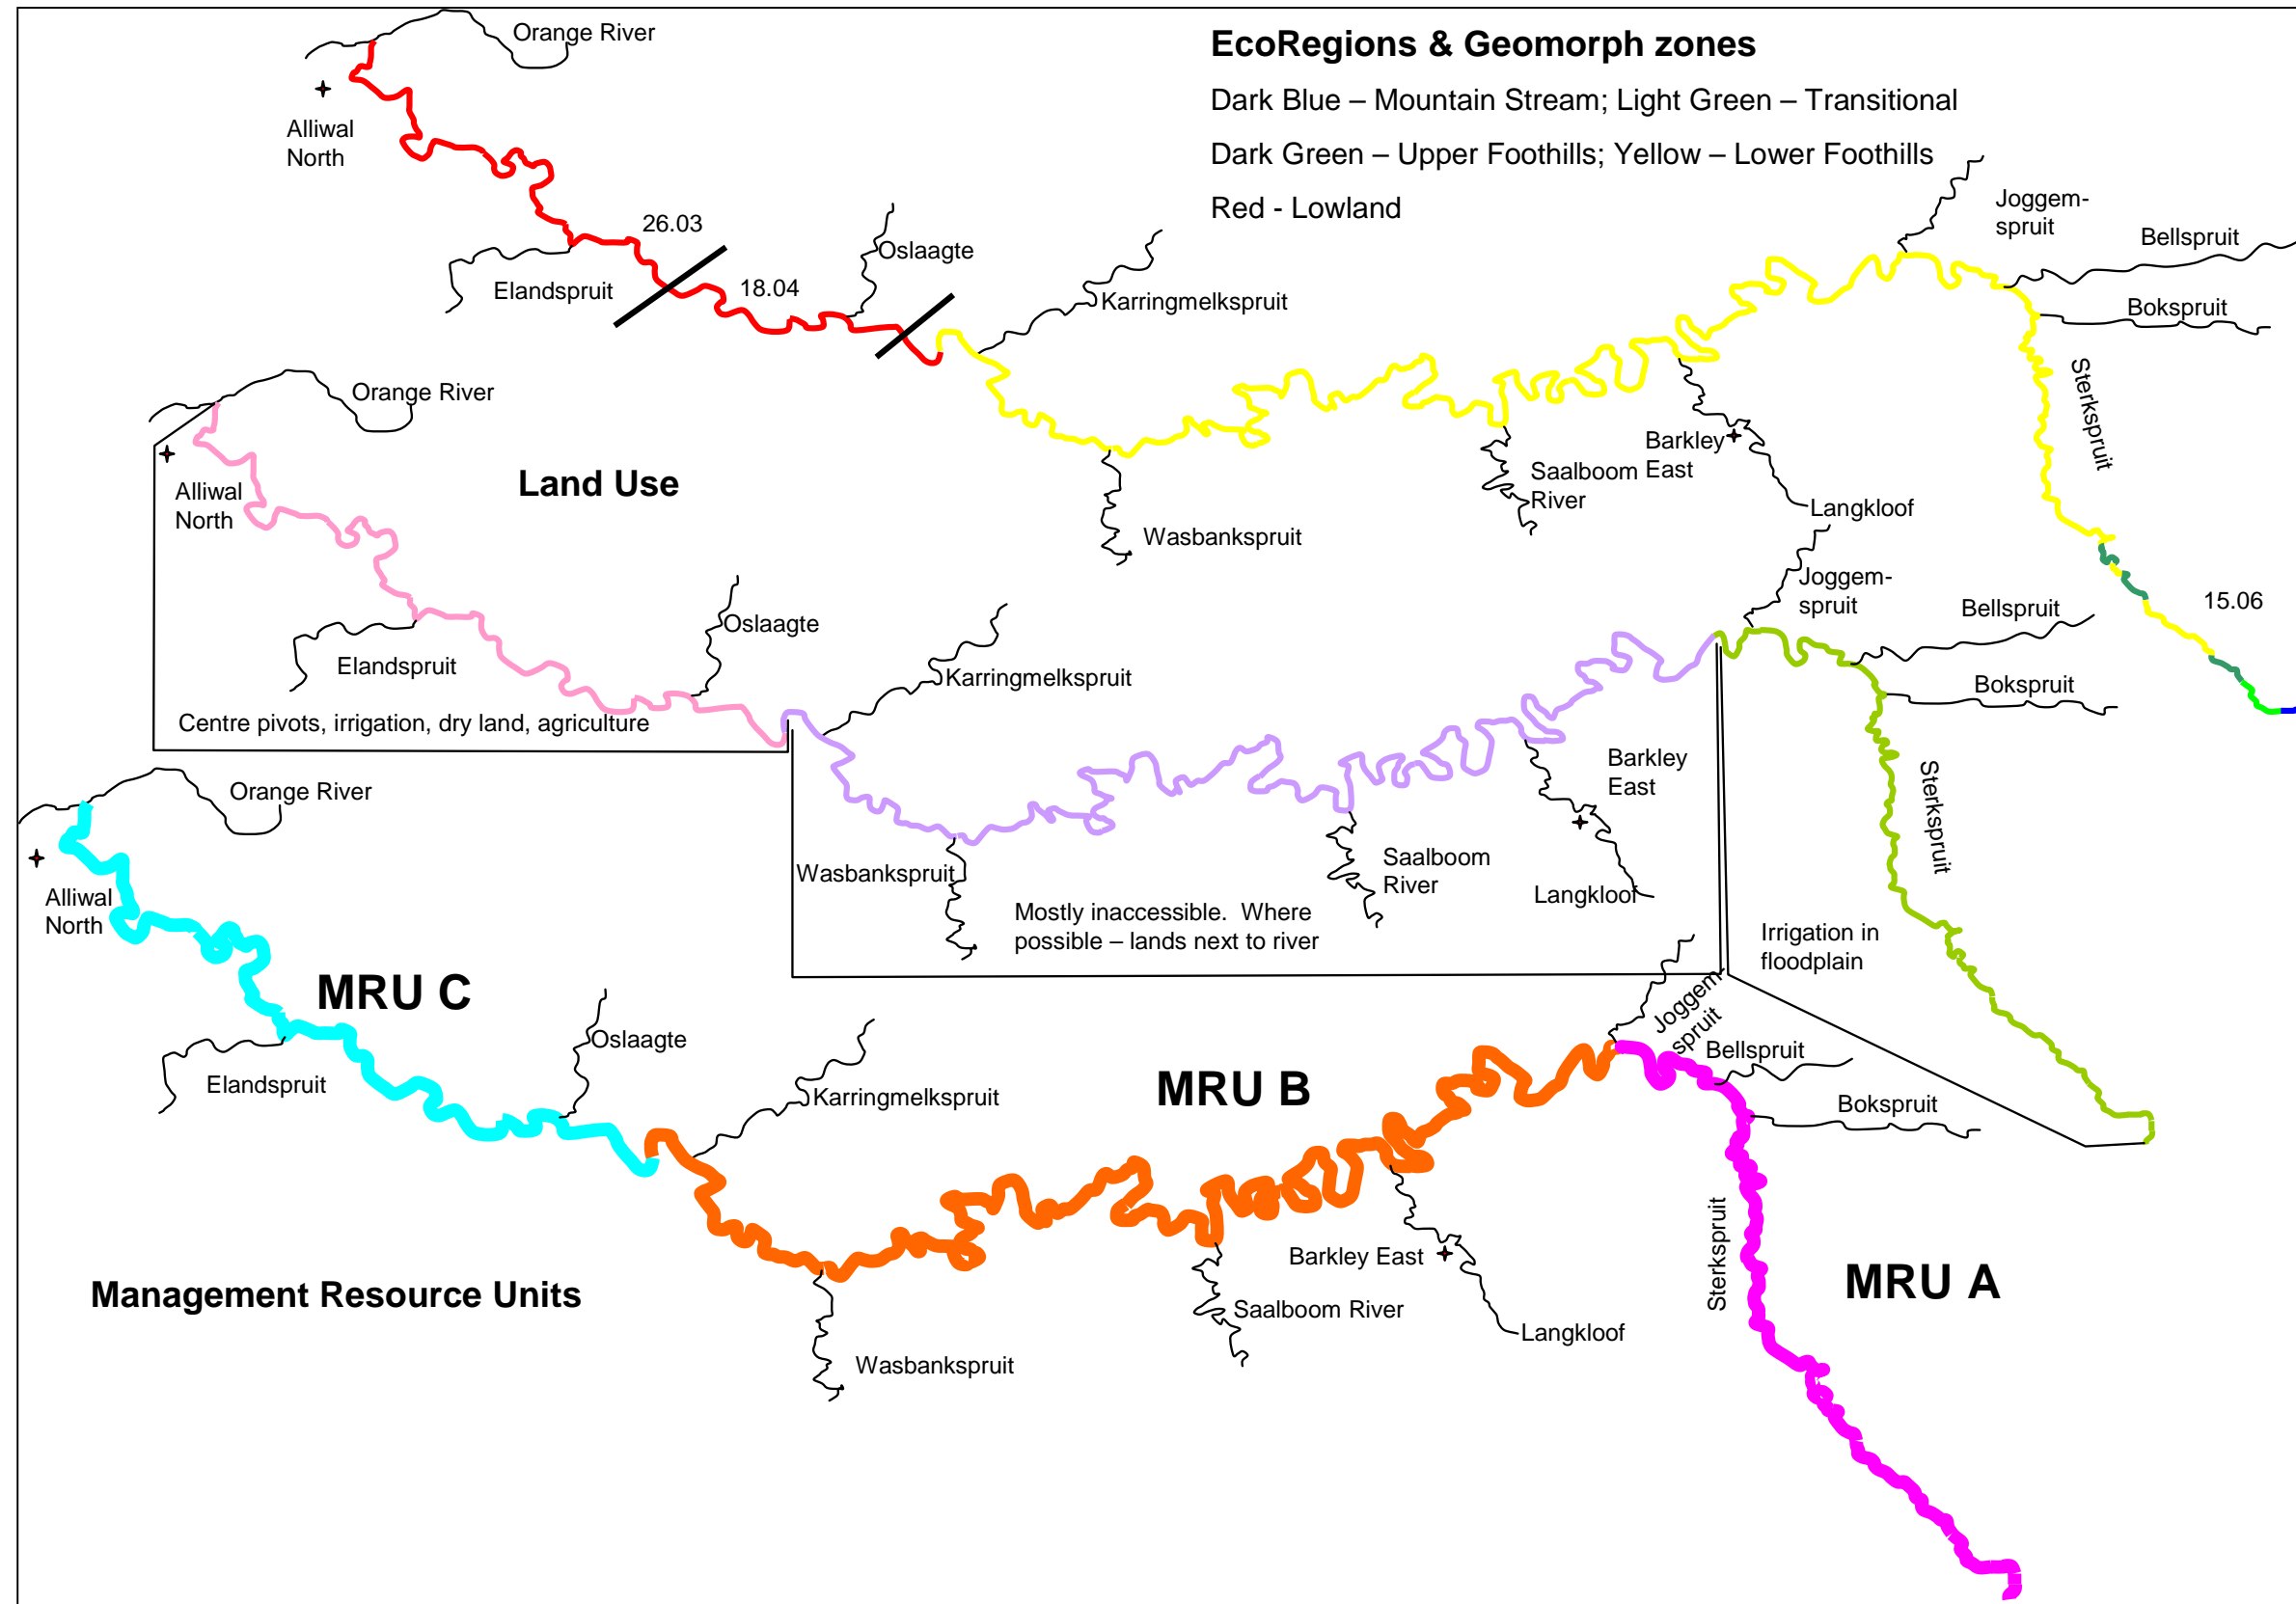 EcoRegions & Geomorph zones
Dark Blue – Mountain Stream; Light Green – Transitional
Dark Green – Upper Foothills; Yellow – Lower Foothills
Red - Lowland
Orange River
Alliwal
North
26.03
18.04
Elandspruit
Oslaagte
Karringmelkspruit
Wasbankspruit
Saalboom
River
Barkley
East
Langkloof
Joggem-
spruit
Bellspruit
Bokspruit
Sterkspruit
15.06
Land Use
Orange River
Alliwal
North
Elandspruit
Oslaagte
Karringmelkspruit
Centre pivots, irrigation, dry land, agriculture
Wasbankspruit
Mostly inaccessible. Where
possible – lands next to river
Saalboom
River
Barkley
East
Langkloof
Joggem-
spruit
Bellspruit
Bokspruit
Sterkspruit
Irrigation in
floodplain
Orange River
Alliwal
North
MRU C
Elandspruit
Oslaagte
Karringmelkspruit
MRU B
Joggem
spruit
Bellspruit
Bokspruit
Sterkspruit
MRU A
Barkley East
Saalboom River
Langkloof
Wasbankspruit
Management Resource Units